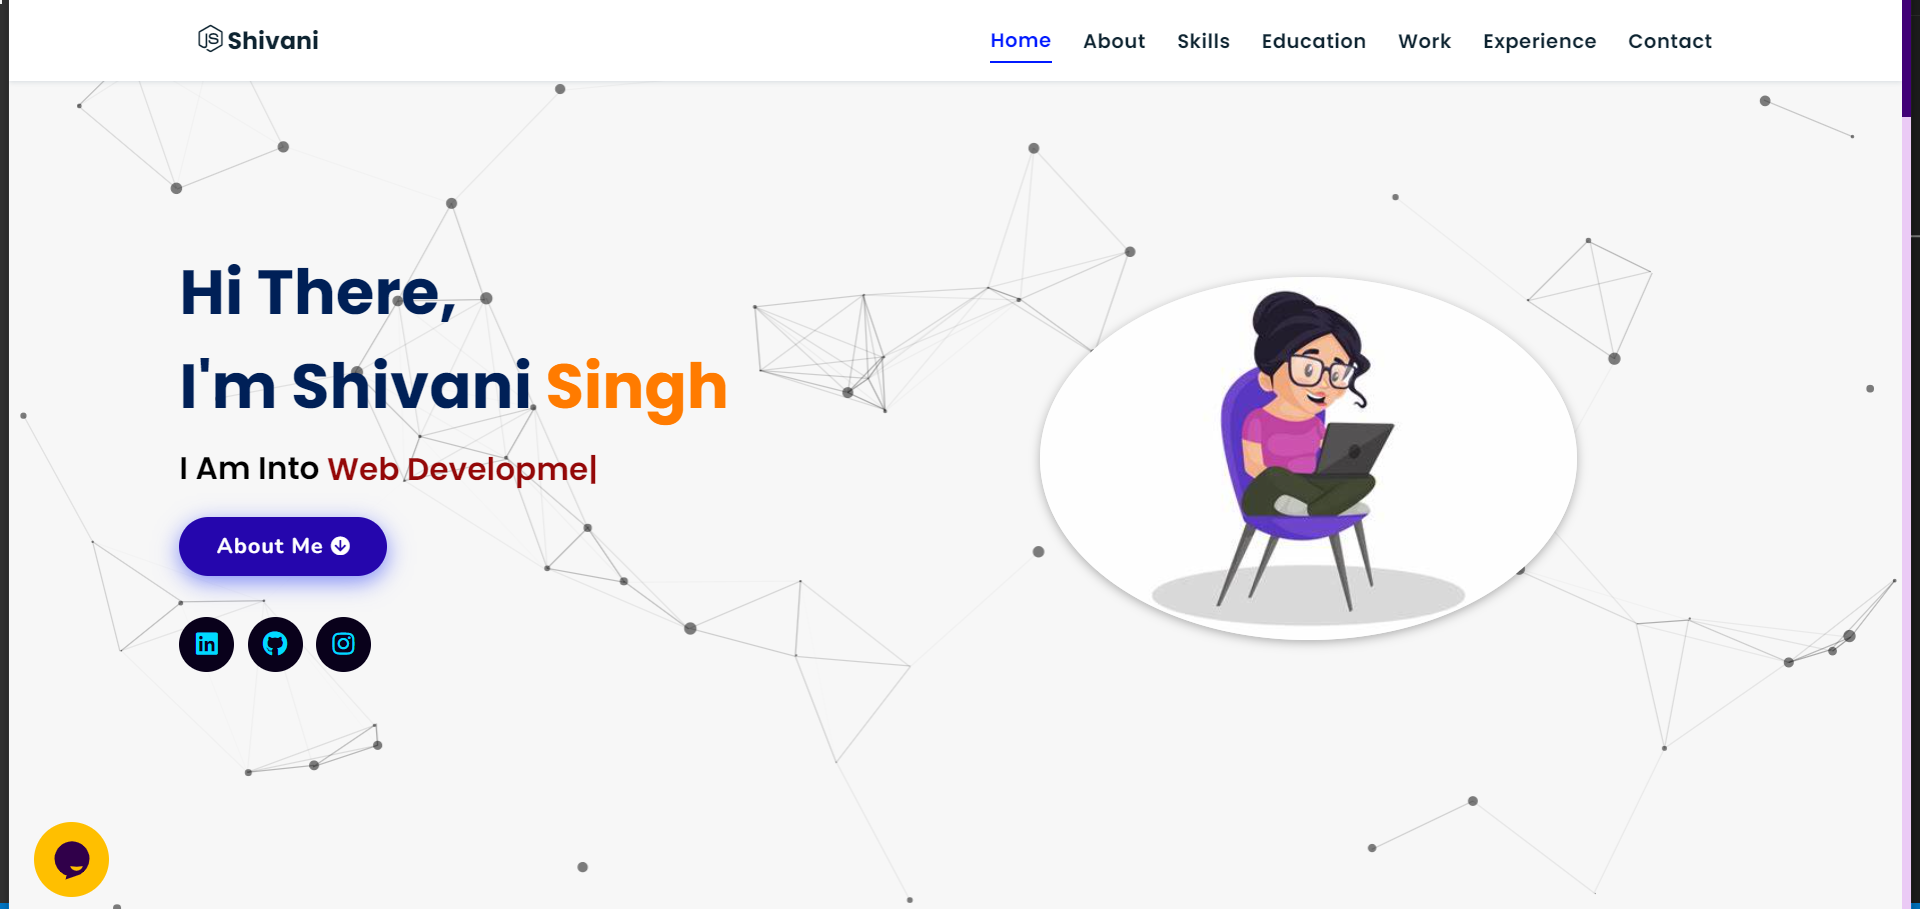 Shivani
Home About Skills Education Work Experience Contact
Hi There,
I'm Shivani Singh
I Am Into Web Developme|
About Me